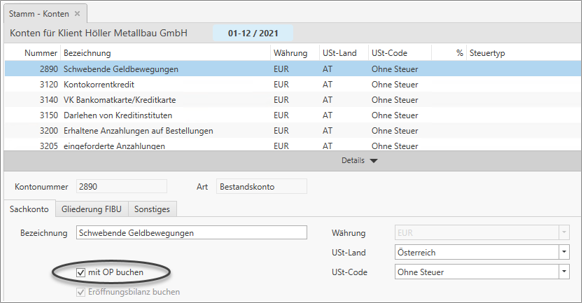 Stamm - Konten
Konten für Klient Höller Metallbau GmbH 01-12 / 2021
Nummer Bezeichnung Währung USt-Land USt-Code % Steuertyp
2890 Schwebende Geldbewegungen EUR AT Ohne Steuer
3120 Kontokorrentkredit EUR AT Ohne Steuer
3140 VK Bankomatkarte/Kreditkarte EUR AT Ohne Steuer
3150 Darlehen von Kreditinstituten EUR AT Ohne Steuer
3200 Erhaltene Anzahlungen auf Bestellungen EUR AT Ohne Steuer
3205 eingeforderte Anzahlungen EUR AT Ohne Steuer
Details
Kontonummer 2890 Art Bestandskonto
Sachkonto Gliederung FIBU Sonstiges
Bezeichnung Schwebende Geldbewegungen Währung EUR
USt-Land Österreich
mit OP buchen USt-Code Ohne Steuer
Eröffnungsbilanz buchen